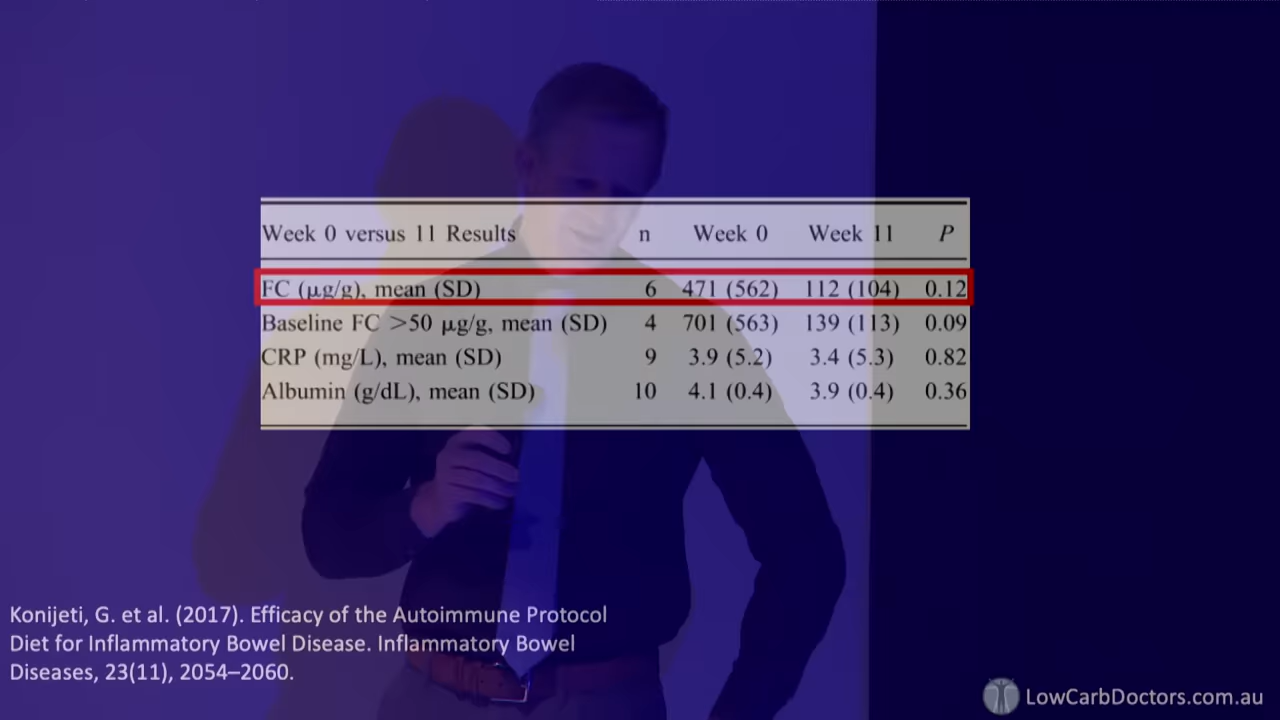 Week 0 versus 11 Results n Week 0 Week 11 P
FC (µg/g), mean (SD) 6 471 (562) 112 (104) 0.12
Baseline FC >50 µg/g, mean (SD) 4 701 (563) 139 (113) 0.09
CRP (mg/L), mean (SD) 9 3.9 (5.2) 3.4 (5.3) 0.82
Albumin (g/dL), mean (SD) 10 4.1 (0.4) 3.9 (0.4) 0.36
Konijeti, G. et al. (2017). Efficacy of the Autoimmune Protocol
Diet for Inflammatory Bowel Disease. Inflammatory Bowel
Diseases, 23(11), 2054–2060.
LowCarbDoctors.com.au